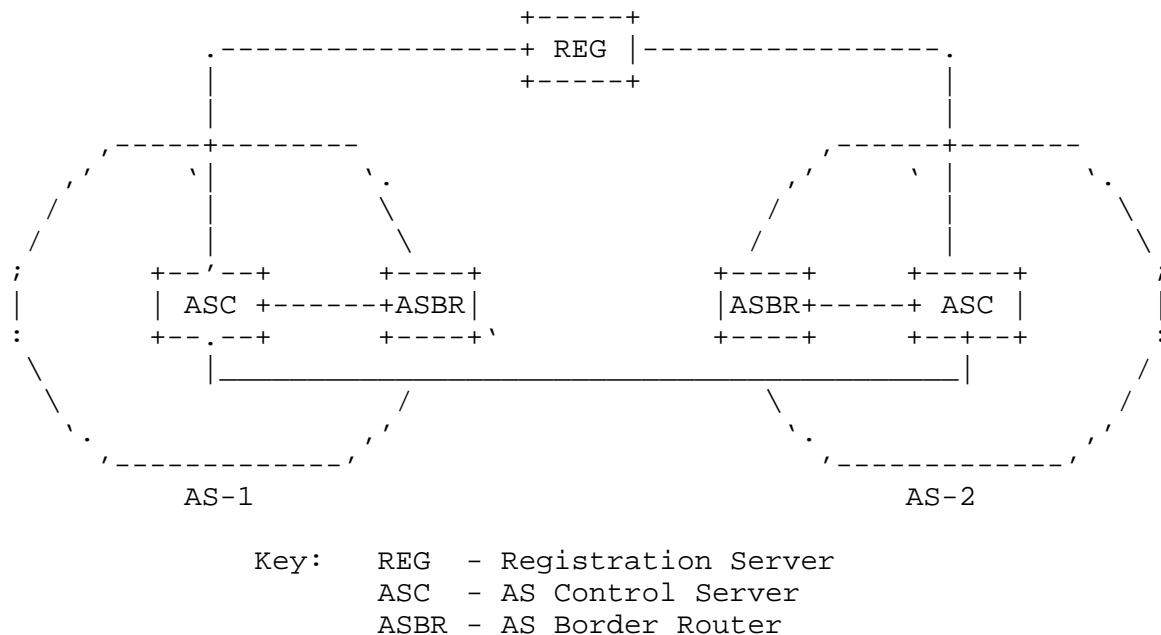 REG
ASC ASBR ASBR ASC
AS-1 AS-2
Key: REG - Registration Server
ASC - AS Control Server
ASBR - AS Border Router